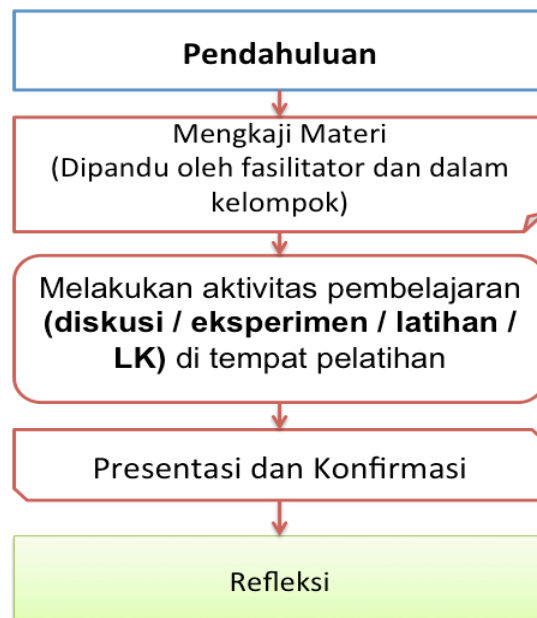 Pendahuluan
Mengkaji Materi
(Dipandu oleh fasilitator dan dalam
kelompok)
Melakukan aktivitas pembelajaran
(diskusi / eksperimen / latihan /
LK) di tempat pelatihan
Presentasi dan Konfirmasi
Refleksi